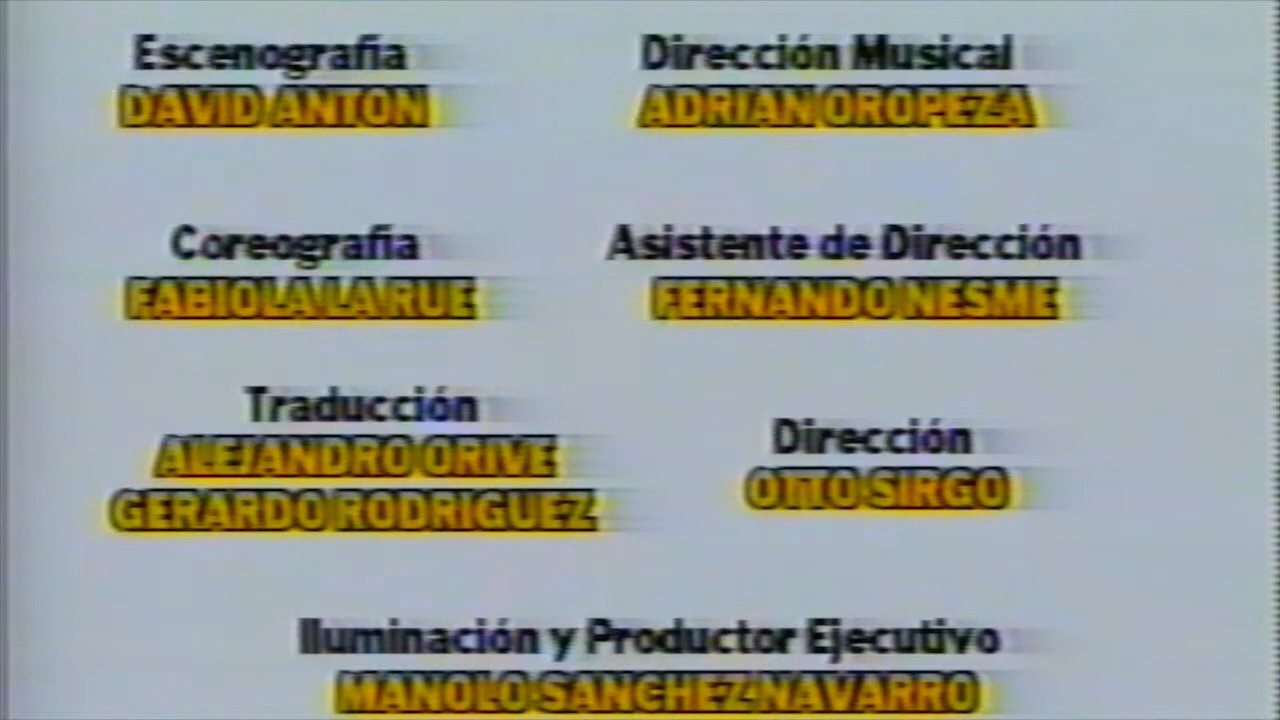 Escenografía
DAVID ANTON
Dirección Musical
ADRIAN OROPEZA
Coreografía
FABIOLA LA RUE
Asistente de Dirección
FERNANDO NESME
Traducción
ALEJANDRO ORIVE
GERARDO RODRIGUEZ
Dirección
OTTO SIRGO
Iluminación y Productor Ejecutivo
MANOLO SANCHEZ NAVARRO